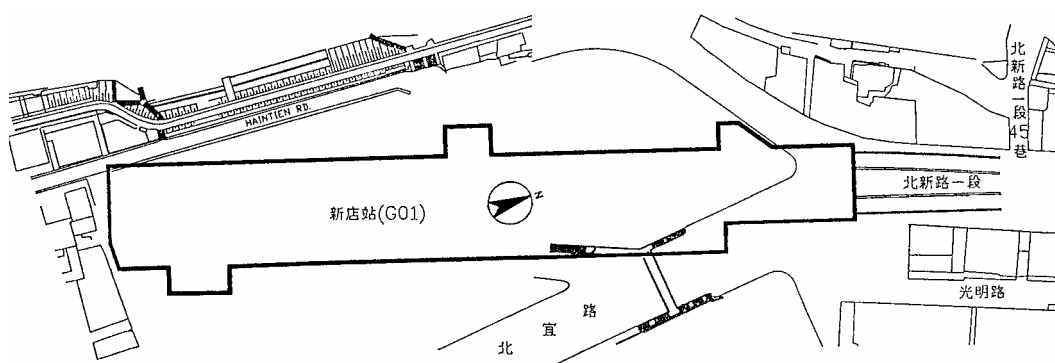 HAINTIEN RD.
北新路一段45巷
北新路一段
新店站(G01)
N
光明路
北宜路